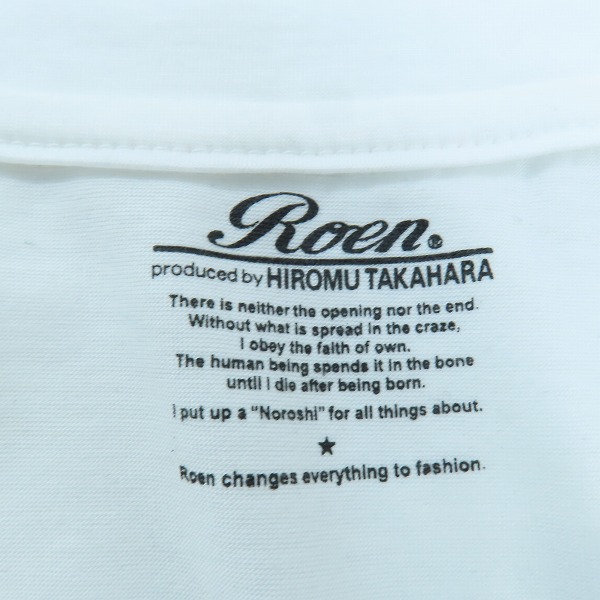 Roen®
produced by HIROMU TAKAHARA
There is neither the opening nor the end.
Without what is spread in the craze,
I obey the faith of own.
The human being spends it in the bone
until I die after being born.
I put up a "Noroshi" for all things about.
★
Roen changes everything to fashion.